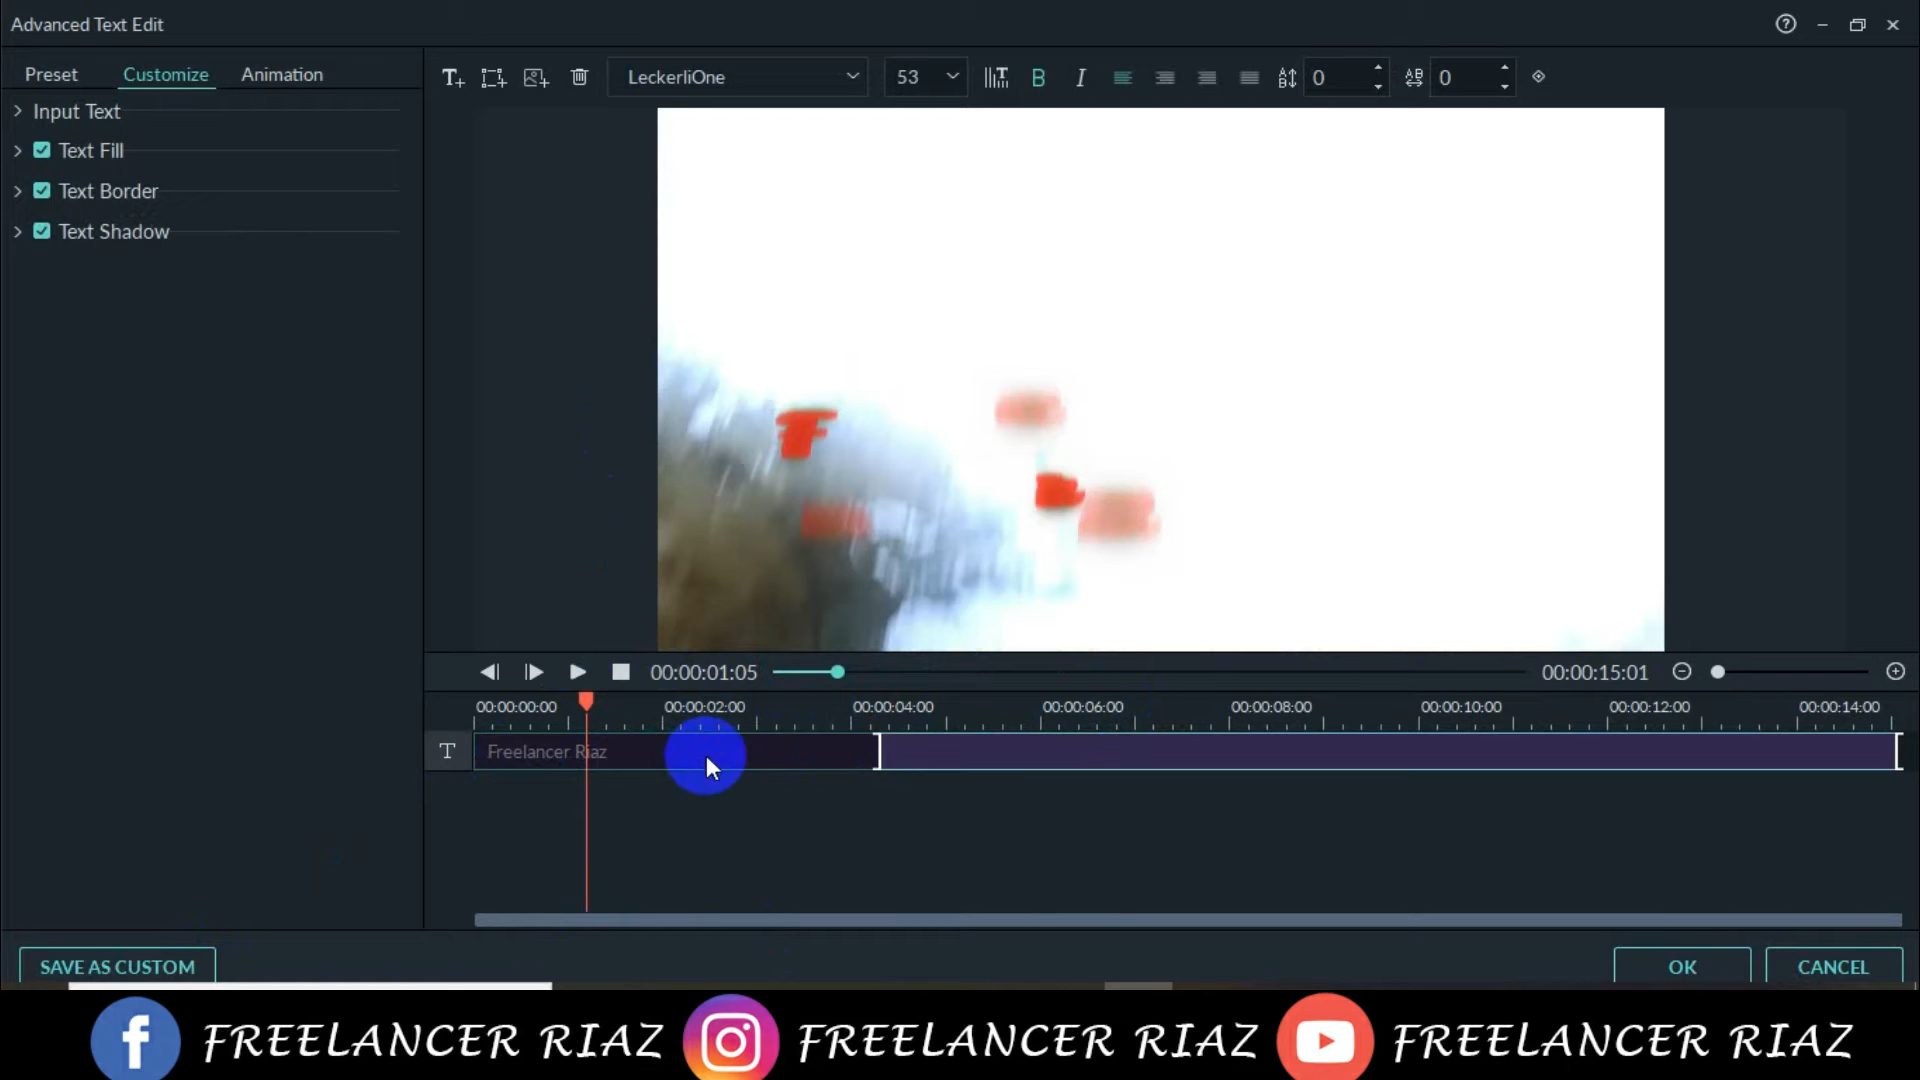 Advanced Text Edit
Preset Customize Animation
LeckerliOne 53 B I 0 0
Input Text
Text Fill
Text Border
Text Shadow
00:00:01:05 00:00:15:01
00:00:00:00 00:00:02:00 00:00:04:00 00:00:06:00 00:00:08:00 00:00:10:00 00:00:12:00 00:00:14:00
T Freelancer Riaz
SAVE AS CUSTOM OK CANCEL
FREELANCER RIAZ FREELANCER RIAZ FREELANCER RIAZ